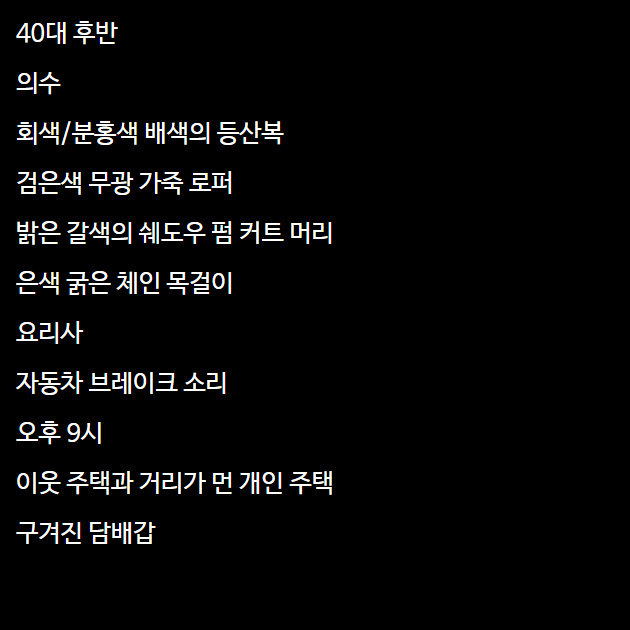 40대 후반
의수
회색/분홍색 배색의 등산복
검은색 무광 가죽 로퍼
밝은 갈색의 쉐도우 펌 커트 머리
은색 굵은 체인 목걸이
요리사
자동차 브레이크 소리
오후 9시
이웃 주택과 거리가 먼 개인 주택
구겨진 담배갑